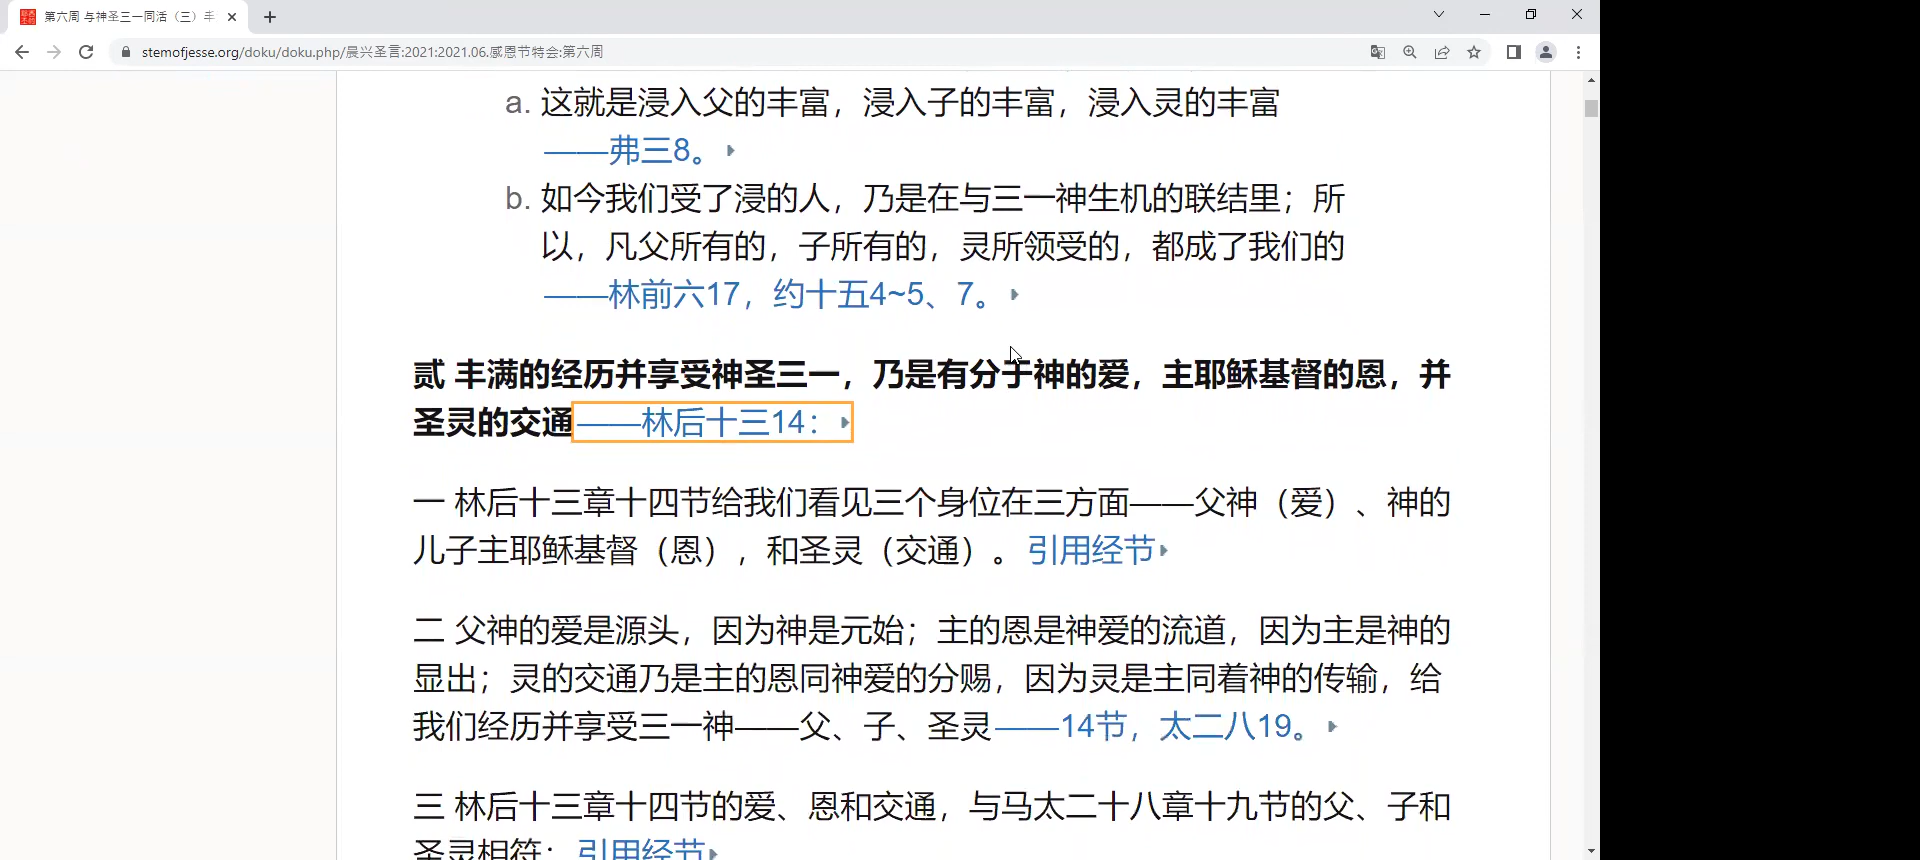 第六周 与神圣三一同活（三）丰
stemofjesse.org/doku/doku.php/晨兴圣言:2021:2021.06.感恩节特会:第六周
a. 这就是浸入父的丰富，浸入子的丰富，浸入灵的丰富
——弗三8。
b. 如今我们受了浸的人，乃是在与三一神生机的联结里；所
以，凡父所有的，子所有的，灵所领受的，都成了我们的
——林前六17，约十五4~5、7。
贰 丰满的经历并享受神圣三一，乃是有分于神的爱，主耶稣基督的恩，并
圣灵的交通——林后十三14：
一 林后十三章十四节给我们看见三个身位在三方面——父神（爱）、神的
儿子主耶稣基督（恩），和圣灵（交通）。引用经节
二 父神的爱是源头，因为神是元始；主的恩是神爱的流道，因为主是神的
显出；灵的交通乃是主的恩同神爱的分赐，因为灵是主同着神的传输，给
我们经历并享受三一神——父、子、圣灵——14节，太二八19。
三 林后十三章十四节的爱、恩和交通，与马太二十八章十九节的父、子和
圣灵相符：引用经节